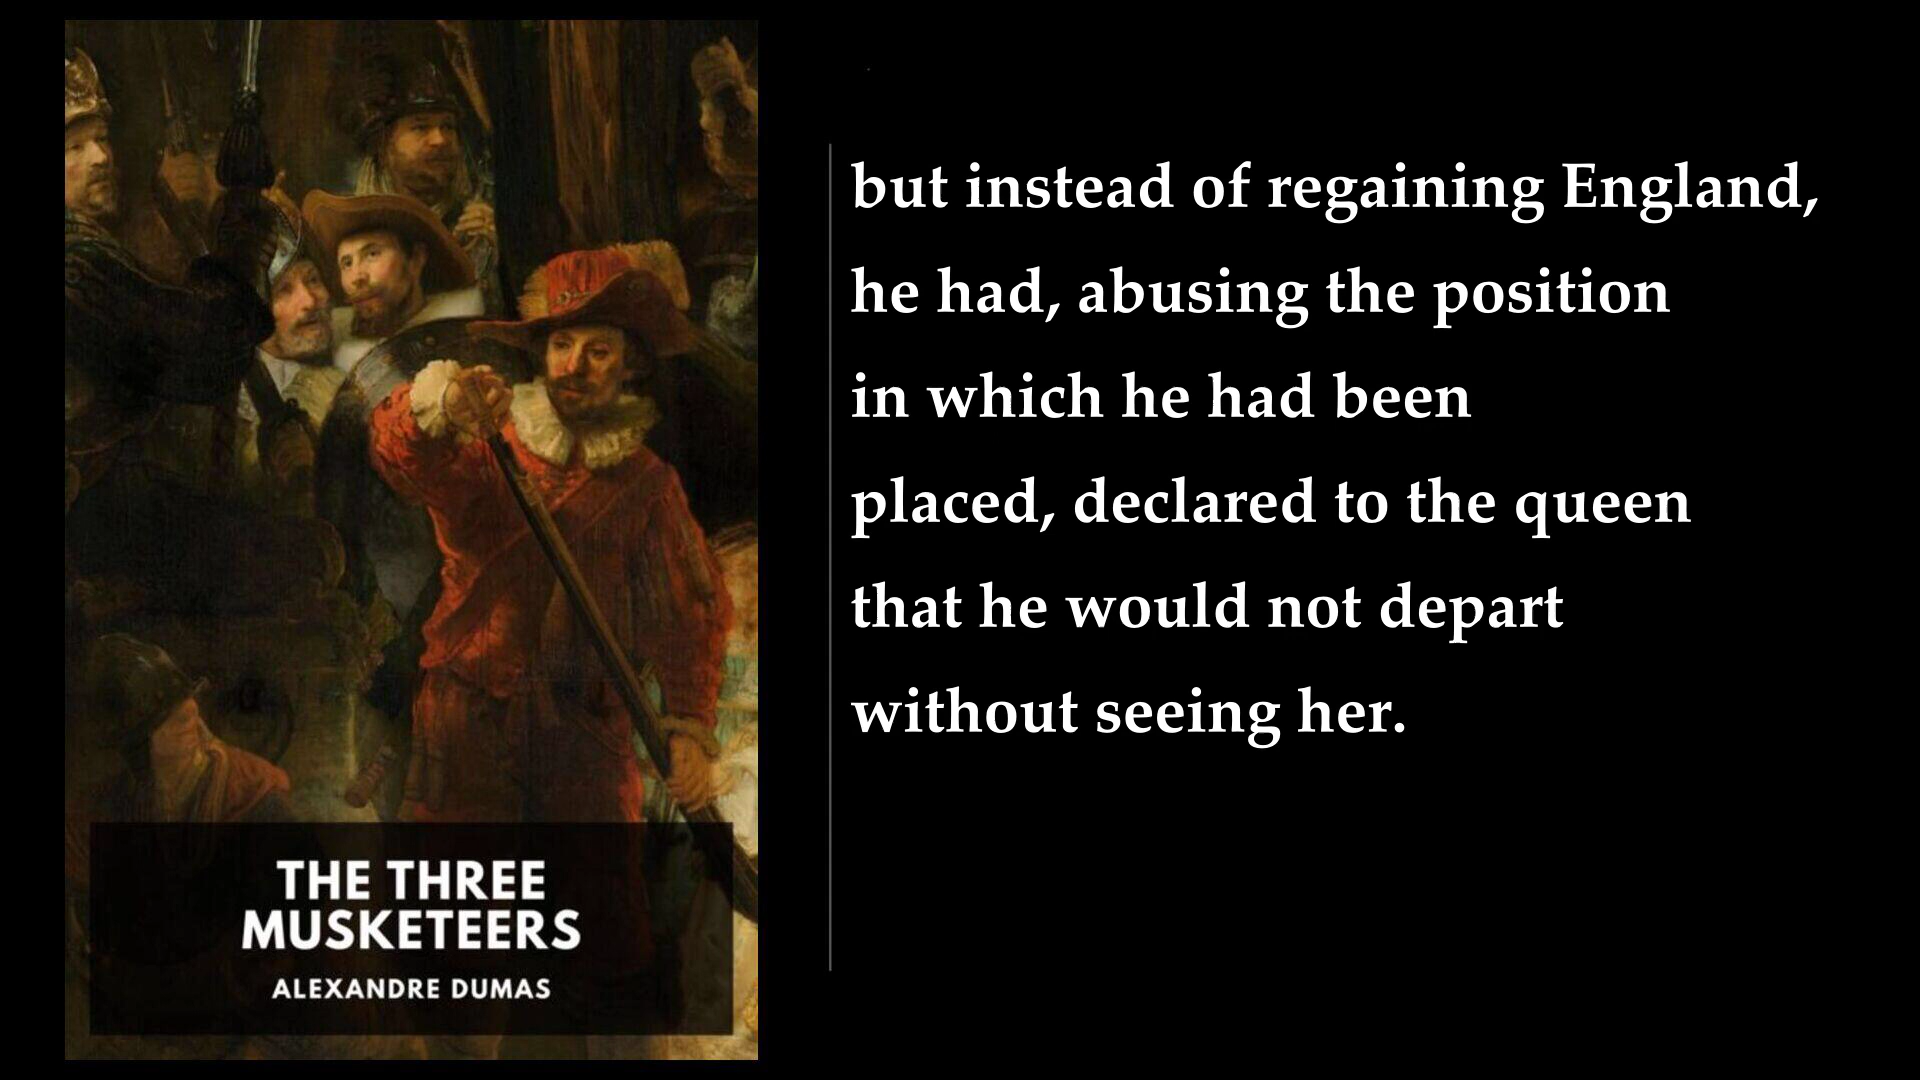 but instead of regaining England,
he had, abusing the position
in which he had been
placed, declared to the queen
that he would not depart
without seeing her.
THE THREE
MUSKETEERS
ALEXANDRE DUMAS